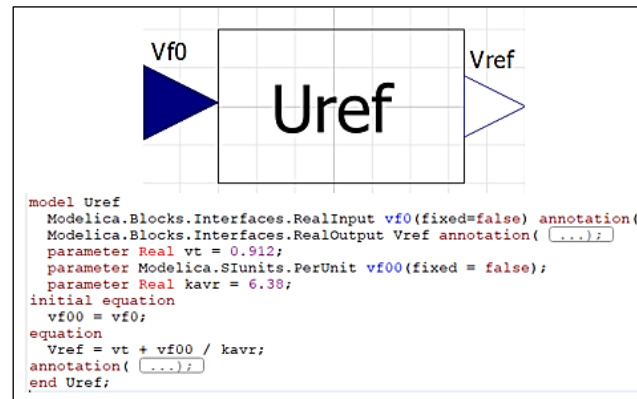 Vf0
Vref
Uref
model Uref
Modelica.Blocks.Interfaces.RealInput vf0(fixed=false) annotation(
Modelica.Blocks.Interfaces.RealOutput Vref annotation( ...);
parameter Real vt = 0.912;
parameter Modelica.SIunits.PerUnit vf00(fixed = false);
parameter Real kavr = 6.38;
initial equation
vf00 = vf0;
equation
Vref = vt + vf00 / kavr;
annotation( ...);
end Uref;